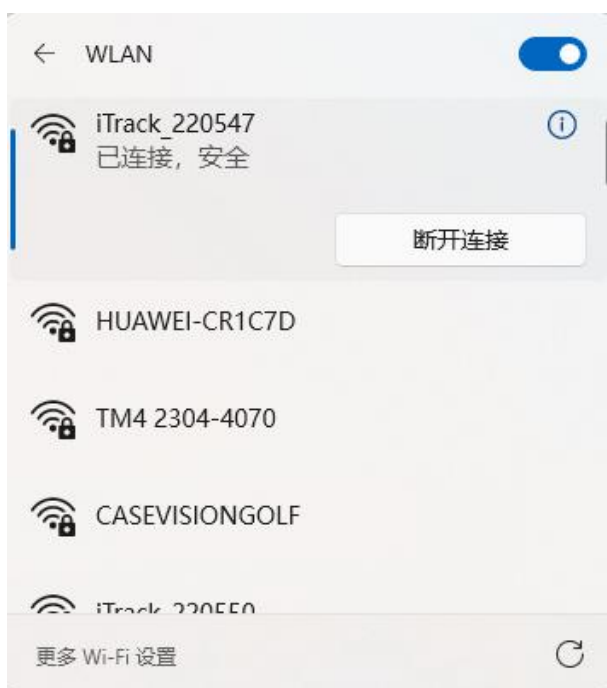 WLAN
iTrack_220547
已连接，安全
断开连接
HUAWEI-CR1C7D
TM4 2304-4070
CASEVISIONGOLF
iTrack_220550
更多 Wi-Fi 设置